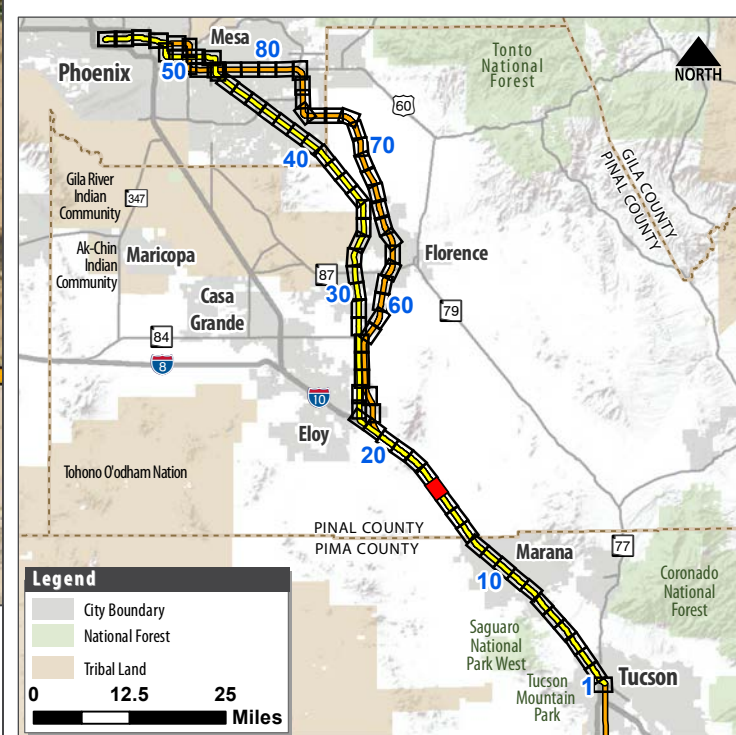 Mesa
80
Tonto
National
Forest
NORTH
Phoenix
50
60
70
40
GILA COUNTY
PINAL COUNTY
Gila River
Indian
Community
347
Ak-Chin
Indian
Community
Maricopa
Florence
87
30
Casa
Grande
60
79
84
8
10
Eloy
20
Tohono O'odham Nation
PINAL COUNTY
PIMA COUNTY
Marana
77
10
Coronado
National
Forest
Saguaro
National
Park West
Tucson
Mountain
Park
1
Tucson
Legend
City Boundary
National Forest
Tribal Land
0 12.5 25
Miles